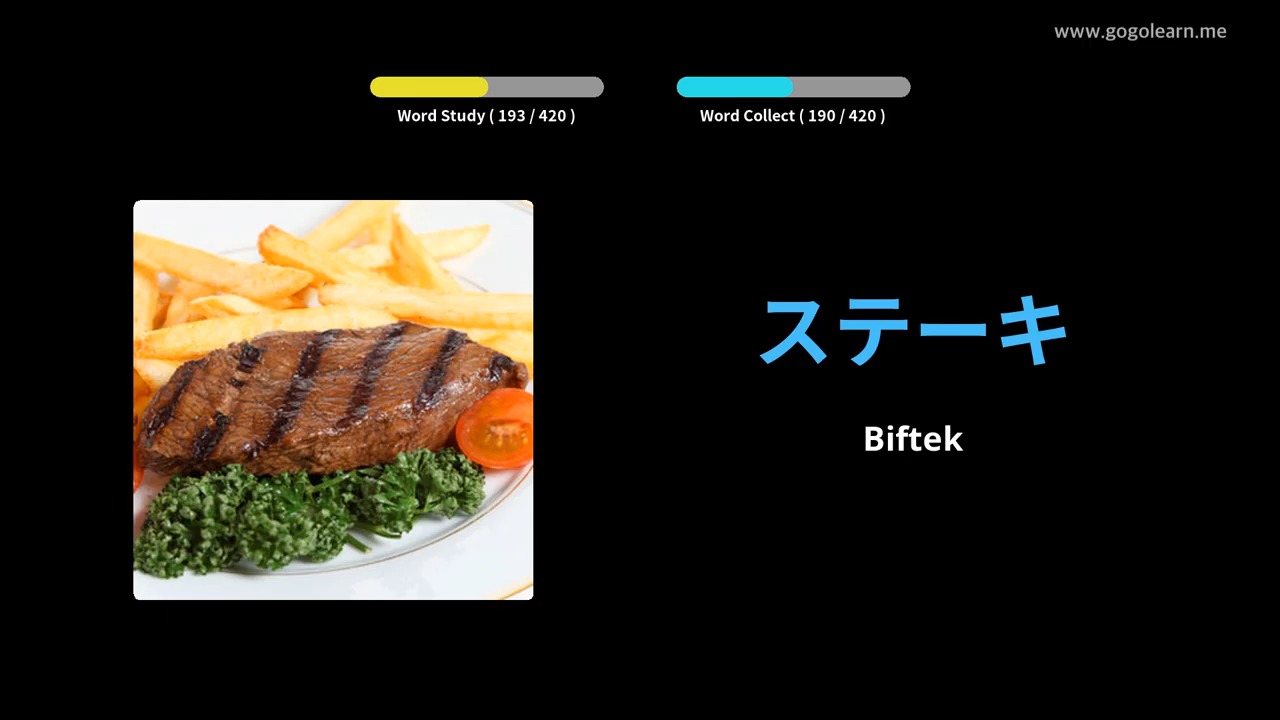 www.gogolearn.me
Word Study ( 193 / 420 )
Word Collect ( 190 / 420 )
ステーキ
Biftek